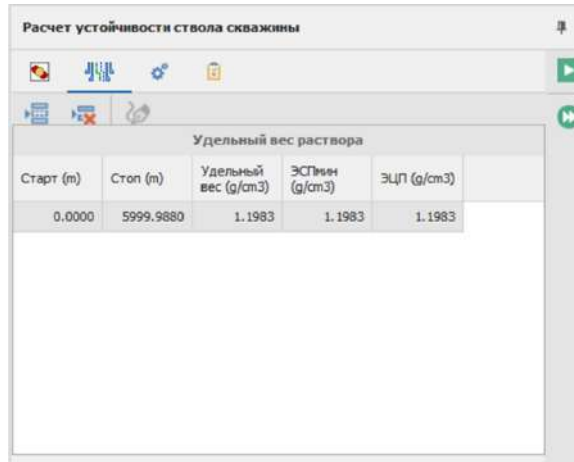 Расчет устойчивости ствола скважины
Удельный вес раствора
Старт (m) Стоп (m) Удельный вес (g/cm3) ЭСПмин (g/cm3) ЭЦП (g/cm3)
0.0000 5999.9880 1.1983 1.1983 1.1983